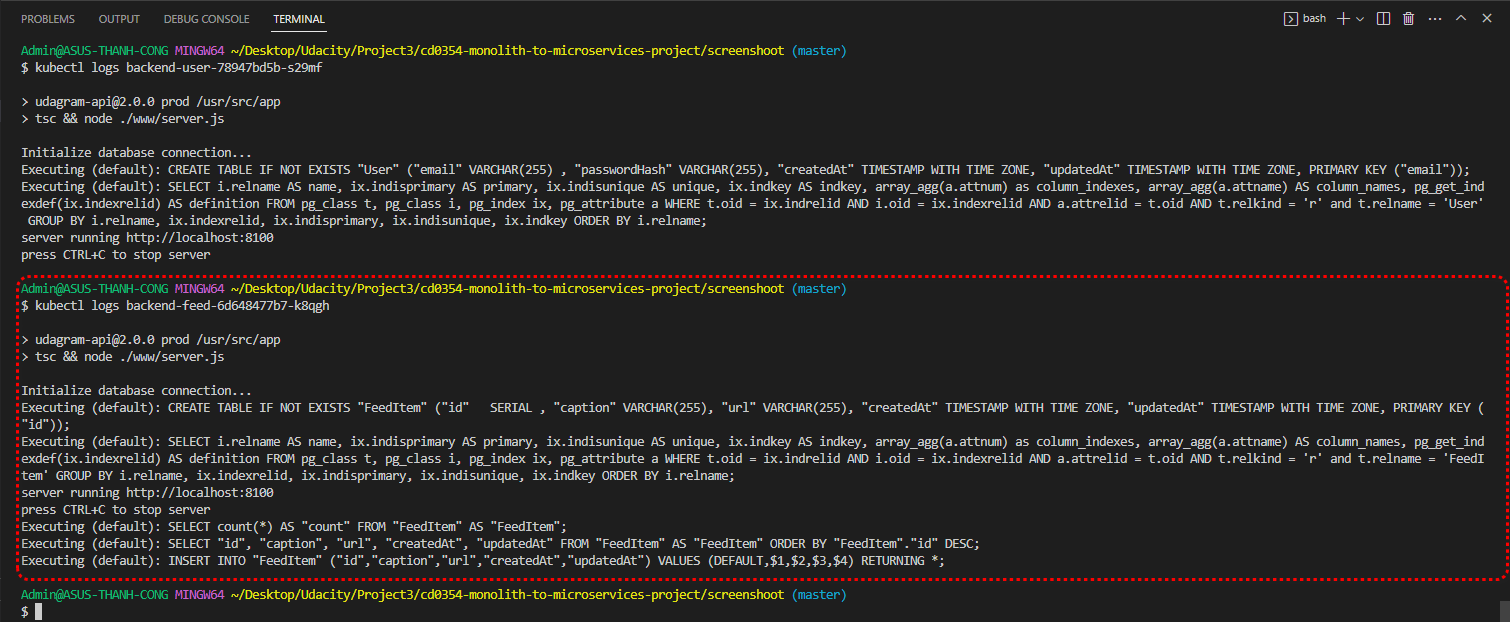 PROBLEMS OUTPUT DEBUG CONSOLE TERMINAL bash
Admin@ASUS-THANH-CONG MINGW64 ~/Desktop/Udacity/Project3/cd0354-monolith-to-microservices-project/screenshoot (master)
$ kubectl logs backend-user-78947bd5b-s29mf
> udagram-api@2.0.0 prod /usr/src/app
> tsc && node ./www/server.js
Initialize database connection...
Executing (default): CREATE TABLE IF NOT EXISTS "User" ("email" VARCHAR(255) , "passwordHash" VARCHAR(255), "createdAt" TIMESTAMP WITH TIME ZONE, "updatedAt" TIMESTAMP WITH TIME ZONE, PRIMARY KEY ("email"));
Executing (default): SELECT i.relname AS name, ix.indisprimary AS primary, ix.indisunique AS unique, ix.indkey AS indkey, array_agg(a.attnum) as column_indexes, array_agg(a.attname) AS column_names, pg_get_ind
exdef(ix.indexrelid) AS definition FROM pg_class t, pg_class i, pg_index ix, pg_attribute a WHERE t.oid = ix.indrelid AND i.oid = ix.indexrelid AND a.attrelid = t.oid AND t.relkind = 'r' and t.relname = 'User'
GROUP BY i.relname, ix.indexrelid, ix.indisprimary, ix.indisunique, ix.indkey ORDER BY i.relname;
server running http://localhost:8100
press CTRL+C to stop server
Admin@ASUS-THANH-CONG MINGW64 ~/Desktop/Udacity/Project3/cd0354-monolith-to-microservices-project/screenshoot (master)
$ kubectl logs backend-feed-6d648477b7-k8qgh
> udagram-api@2.0.0 prod /usr/src/app
> tsc && node ./www/server.js
Initialize database connection...
Executing (default): CREATE TABLE IF NOT EXISTS "FeedItem" ("id"   SERIAL , "caption" VARCHAR(255), "url" VARCHAR(255), "createdAt" TIMESTAMP WITH TIME ZONE, "updatedAt" TIMESTAMP WITH TIME ZONE, PRIMARY KEY (
"id"));
Executing (default): SELECT i.relname AS name, ix.indisprimary AS primary, ix.indisunique AS unique, ix.indkey AS indkey, array_agg(a.attnum) as column_indexes, array_agg(a.attname) AS column_names, pg_get_ind
exdef(ix.indexrelid) AS definition FROM pg_class t, pg_class i, pg_index ix, pg_attribute a WHERE t.oid = ix.indrelid AND i.oid = ix.indexrelid AND a.attrelid = t.oid AND t.relkind = 'r' and t.relname = 'FeedI
tem' GROUP BY i.relname, ix.indexrelid, ix.indisprimary, ix.indisunique, ix.indkey ORDER BY i.relname;
server running http://localhost:8100
press CTRL+C to stop server
Executing (default): SELECT count(*) AS "count" FROM "FeedItem" AS "FeedItem";
Executing (default): SELECT "id", "caption", "url", "createdAt", "updatedAt" FROM "FeedItem" AS "FeedItem" ORDER BY "FeedItem"."id" DESC;
Executing (default): INSERT INTO "FeedItem" ("id","caption","url","createdAt","updatedAt") VALUES (DEFAULT,$1,$2,$3,$4) RETURNING *;
Admin@ASUS-THANH-CONG MINGW64 ~/Desktop/Udacity/Project3/cd0354-monolith-to-microservices-project/screenshoot (master)
$